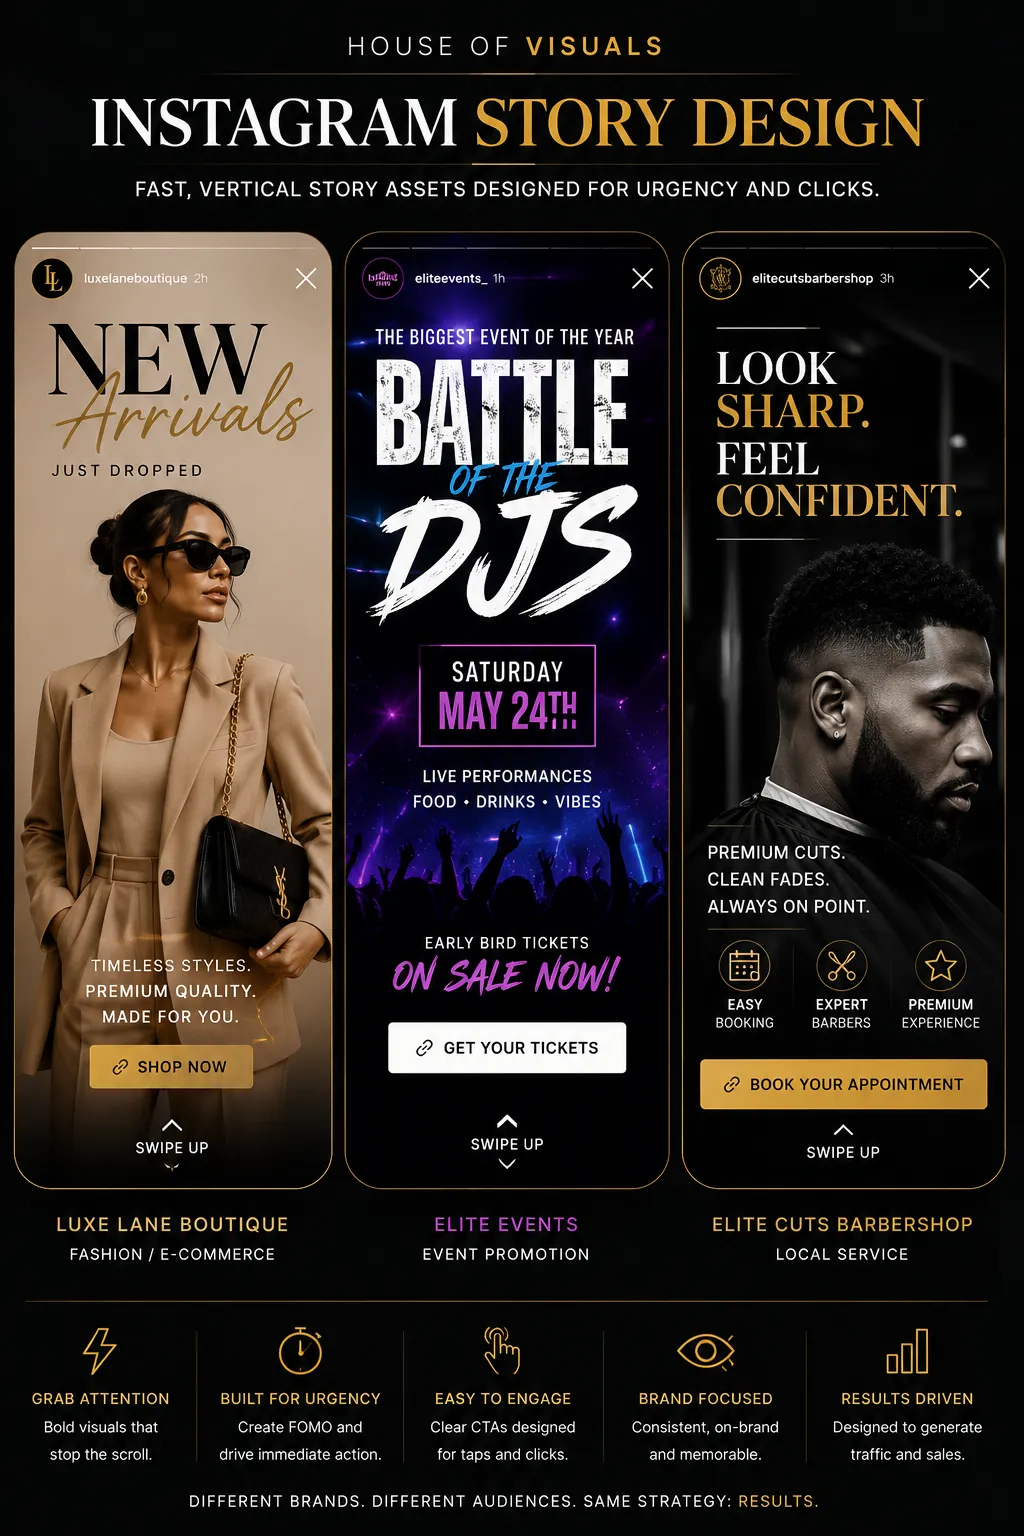 HOUSE OF VISUALS
INSTAGRAM STORY DESIGN
FAST, VERTICAL STORY ASSETS DESIGNED FOR URGENCY AND CLICKS.
LL
luxelaneboutique 2h
NEW
Arrivals
JUST DROPPED
YSL
TIMELESS STYLES.
PREMIUM QUALITY.
MADE FOR YOU.
SHOP NOW
SWIPE UP
LUXE LANE BOUTIQUE
FASHION / E-COMMERCE
eliteevents_ 1h
THE BIGGEST EVENT OF THE YEAR
BATTLE
OF THE
DJS
SATURDAY
MAY 24TH
LIVE PERFORMANCES
FOOD • DRINKS • VIBES
EARLY BIRD TICKETS
ON SALE NOW!
GET YOUR TICKETS
SWIPE UP
ELITE EVENTS
EVENT PROMOTION
elitecutsbarbershop 3h
LOOK
SHARP.
FEEL
CONFIDENT.
PREMIUM CUTS.
CLEAN FADES.
ALWAYS ON POINT.
EASY
BOOKING
EXPERT
BARBERS
PREMIUM
EXPERIENCE
BOOK YOUR APPOINTMENT
SWIPE UP
ELITE CUTS BARBERSHOP
LOCAL SERVICE
GRAB ATTENTION
Bold visuals that
stop the scroll.
BUILT FOR URGENCY
Create FOMO and
drive immediate action.
EASY TO ENGAGE
Clear CTAs designed
for taps and clicks.
BRAND FOCUSED
Consistent, on-brand
and memorable.
RESULTS DRIVEN
Designed to generate
traffic and sales.
DIFFERENT BRANDS. DIFFERENT AUDIENCES. SAME STRATEGY: RESULTS.